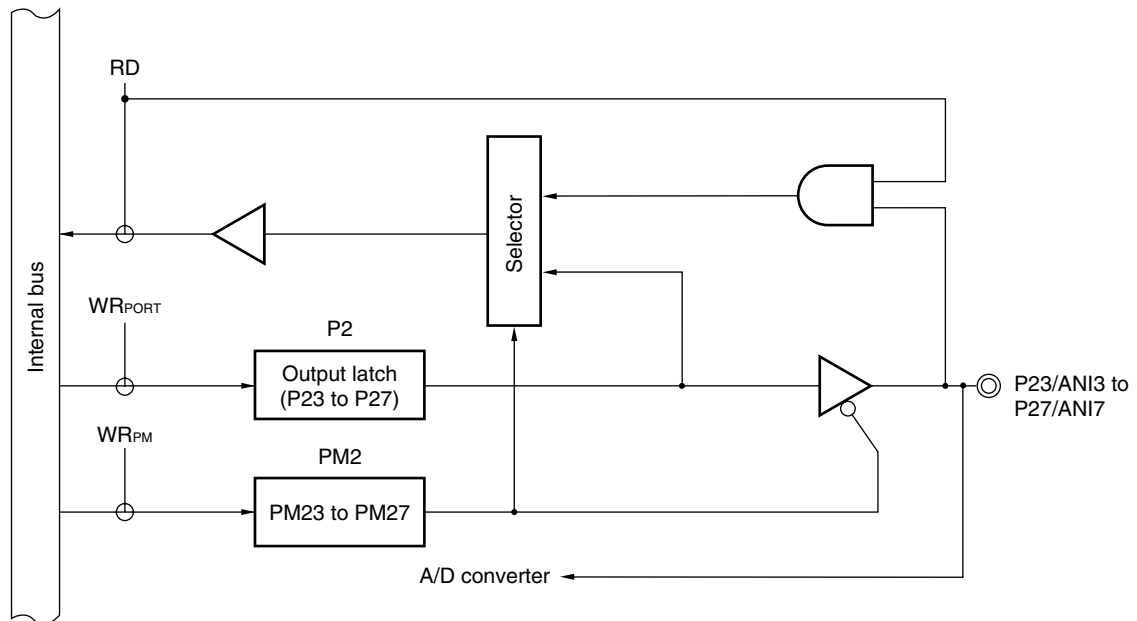 RD
Selector
Internal bus
WRPORT
P2
Output latch
(P23 to P27)
P23/ANI3 to
P27/ANI7
WRPM
PM2
PM23 to PM27
A/D converter